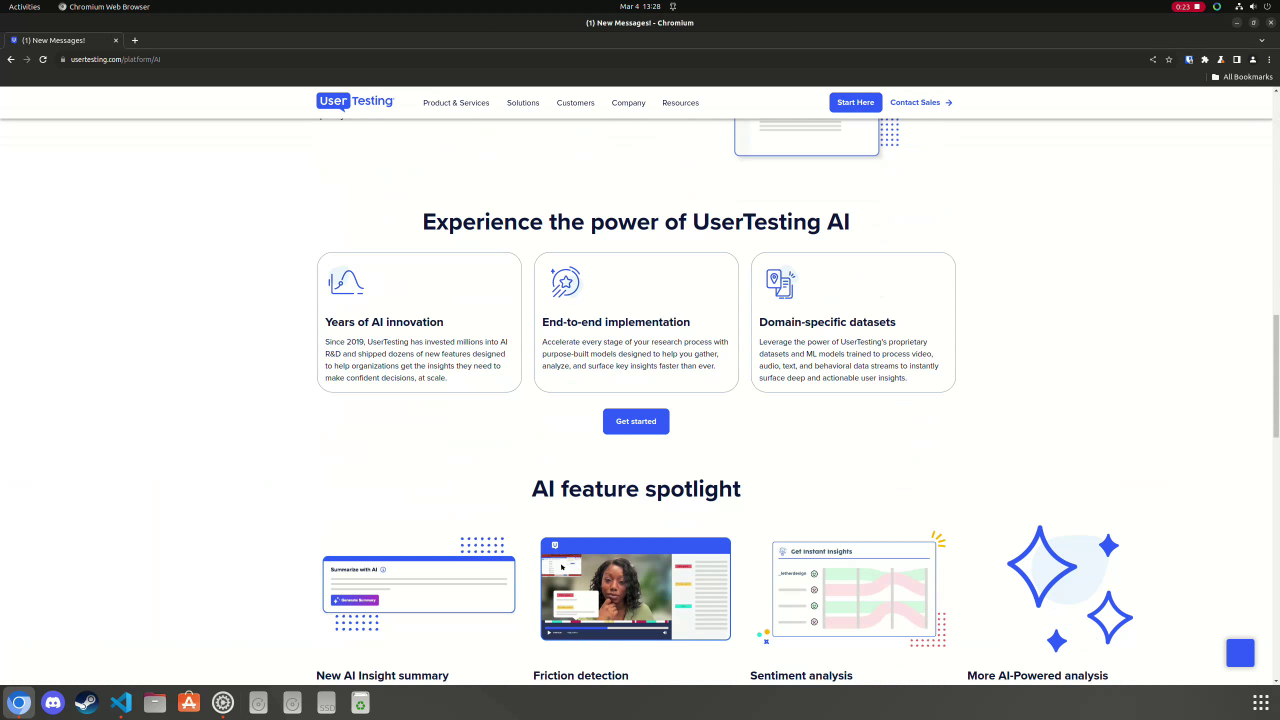 Activities
Chromium Web Browser
Mar 4 13:28
0:23
(1) New Messages! - Chromium
(1) New Messages!
usertesting.com/platform/AI
All Bookmarks
User Testing
Product & Services
Solutions
Customers
Company
Resources
Start Here
Contact Sales
Experience the power of UserTesting AI
Years of AI innovation
Since 2019, UserTesting has invested millions into AI
R&D and shipped dozens of new features designed
to help organizations get the insights they need to
make confident decisions, at scale.
End-to-end implementation
Accelerate every stage of your research process with
purpose-built models designed to help you gather,
analyze, and surface key insights faster than ever.
Domain-specific datasets
Leverage the power of UserTesting's proprietary
datasets and ML models trained to process video,
audio, text, and behavioral data streams to instantly
surface deep and actionable user insights.
Get started
AI feature spotlight
Summarize with AI
Generate Summary
Get Instant Insights
New AI Insight summary
Friction detection
Sentiment analysis
More AI-Powered analysis
SSD